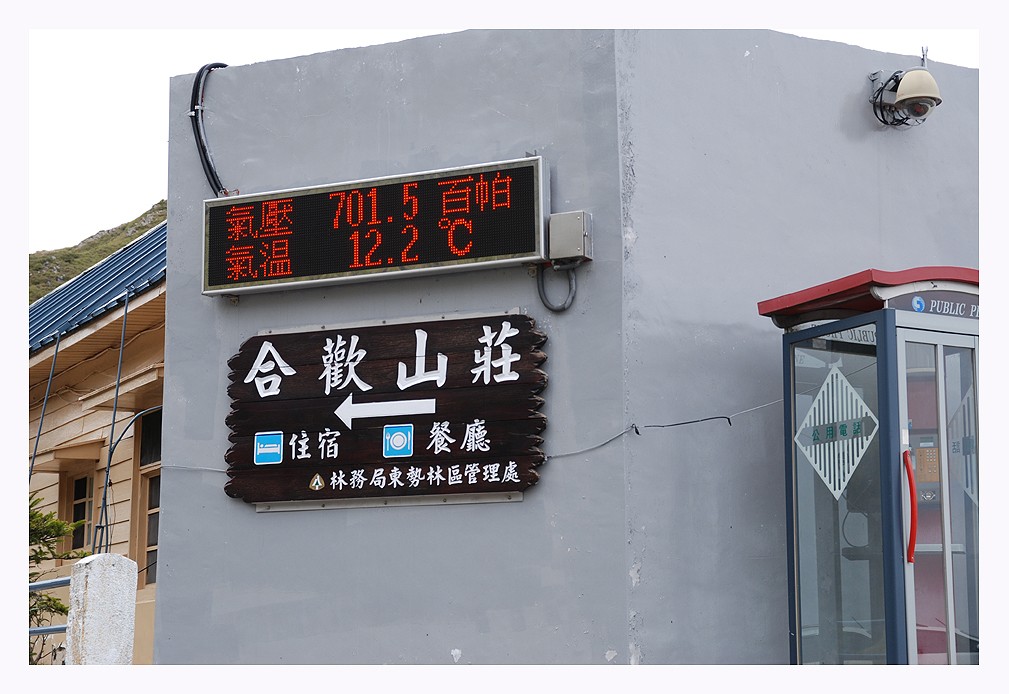 氣壓 701.5 百帕
氣溫 12.2 ℃
合歡山莊
住宿 餐廳
林務局東勢林區管理處
PUBLIC
公用電話